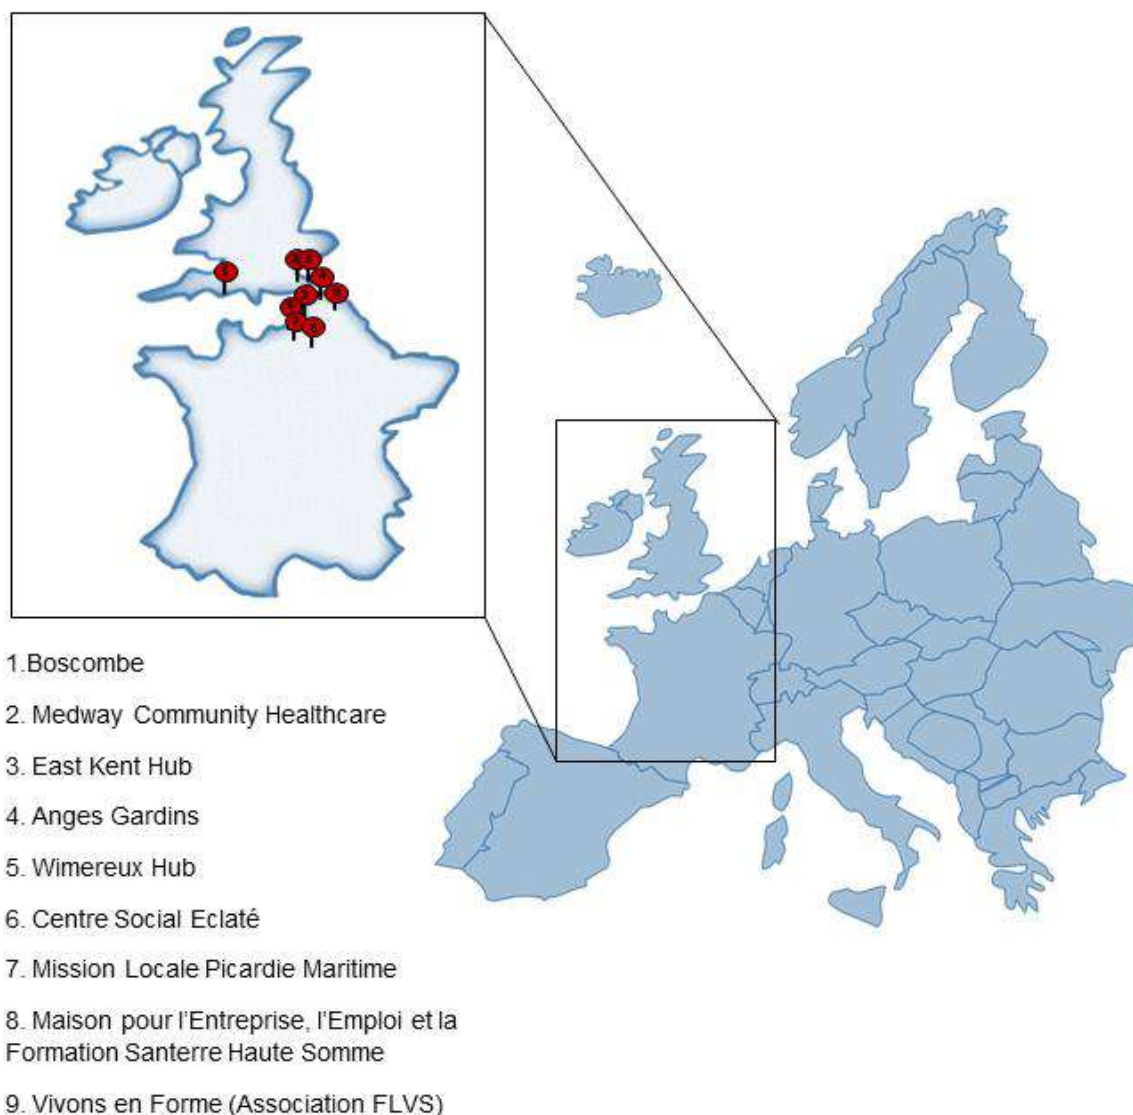 1.Boscombe
2. Medway Community Healthcare
3. East Kent Hub
4. Anges Gardins
5. Wimereux Hub
6. Centre Social Eclaté
7. Mission Locale Picardie Maritime
8. Maison pour l'Entreprise, l'Emploi et la
Formation Santerre Haute Somme
9. Vivons en Forme (Association FLVS)